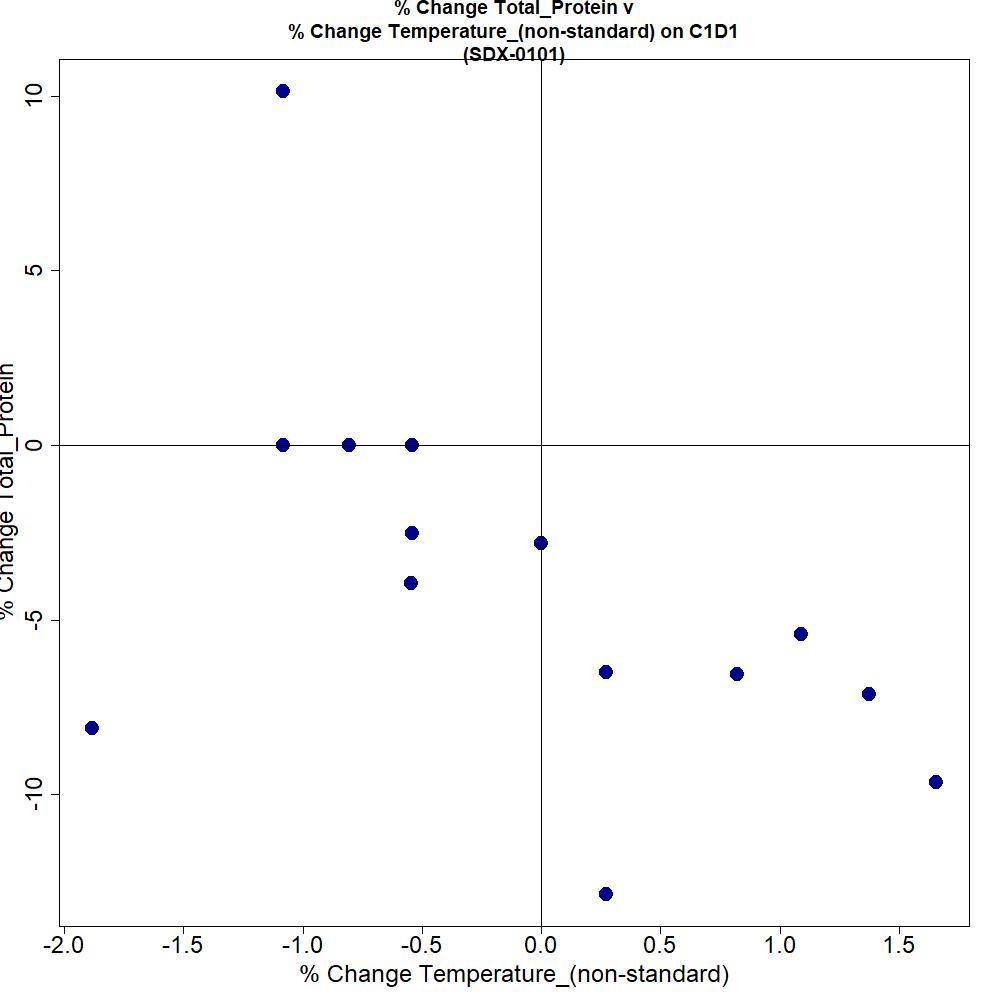 % Change Total_Protein v
% Change Temperature_(non-standard) on C1D1
(SDX-0101)
% Change Total_Protein
10
5
0
-5
-10
-2.0 -1.5 -1.0 -0.5 0.0 0.5 1.0 1.5
% Change Temperature_(non-standard)